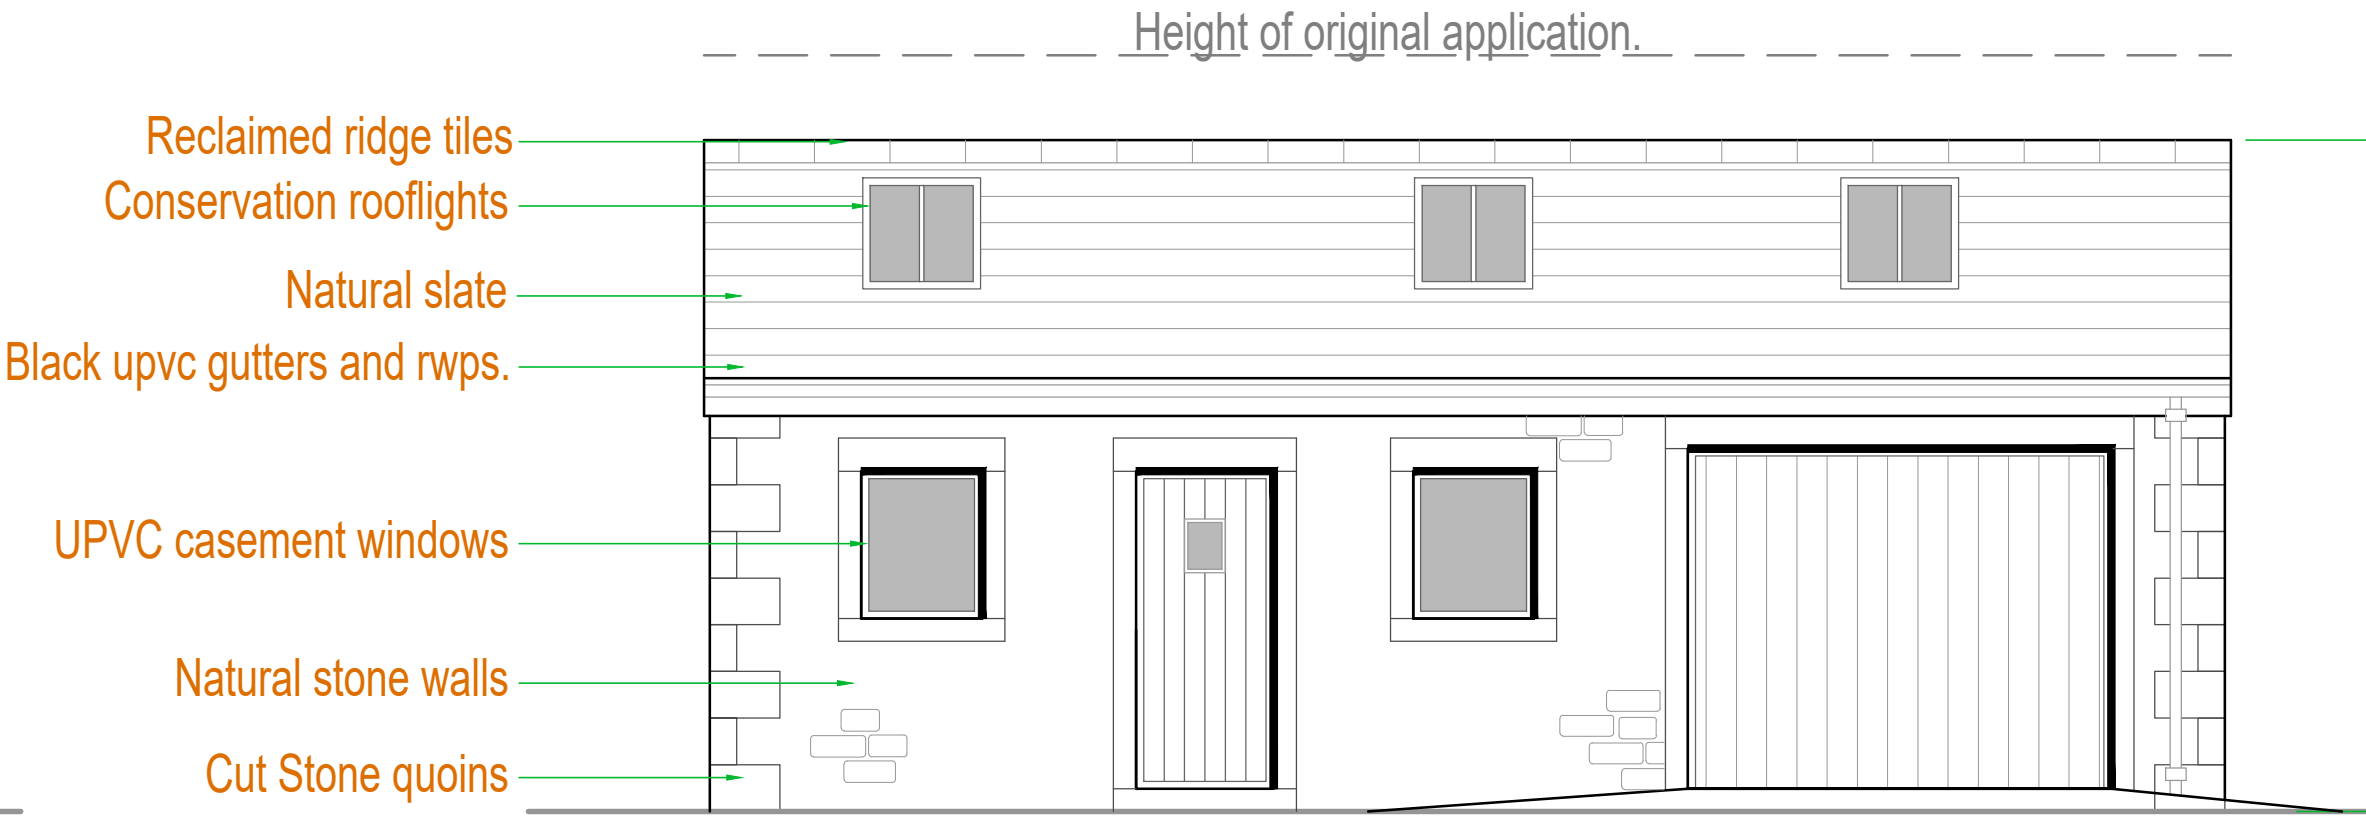 Height of original application.
Reclaimed ridge tiles
Conservation rooflights
Natural slate
Black upvc gutters and rwps.
UPVC casement windows
Natural stone walls
Cut Stone quoins